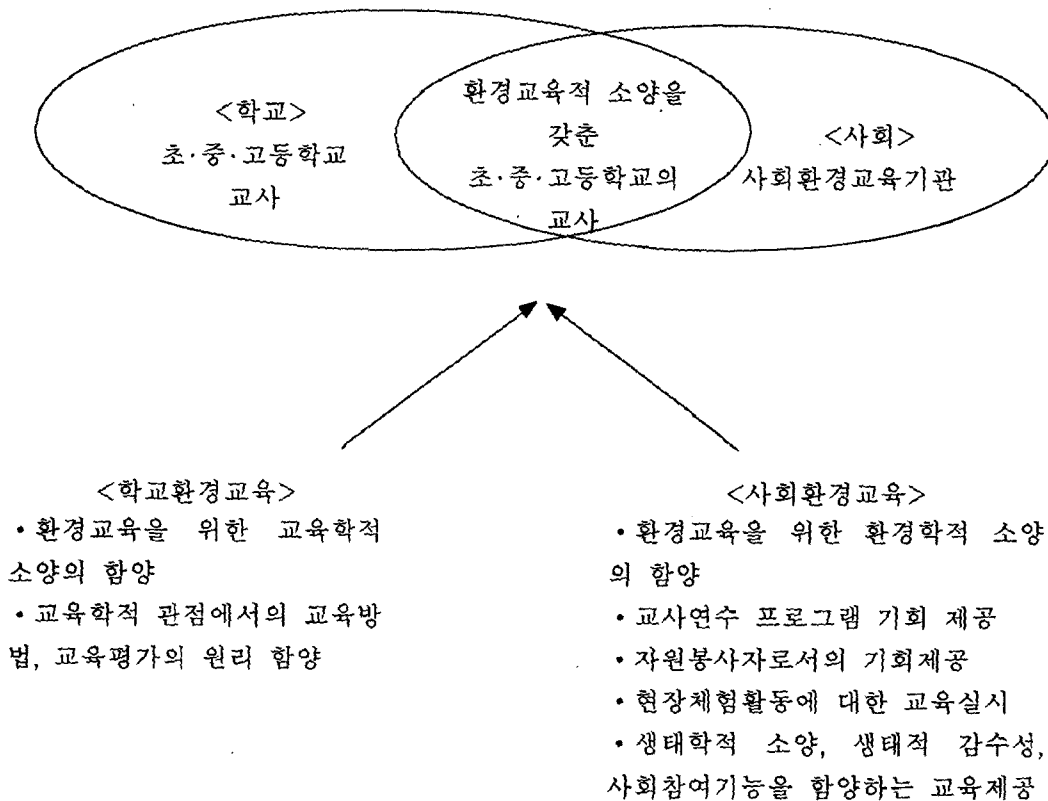 <학교>
초·중·고등학교
교사
환경교육적 소양을
갖춘
초·중·고등학교의
교사
<사회>
사회환경교육기관
<학교환경교육>
• 환경교육을 위한 교육학적
소양의 함양
• 교육학적 관점에서의 교육방
법, 교육평가의 원리 함양
<사회환경교육>
• 환경교육을 위한 환경학적 소양
의 함양
• 교사연수 프로그램 기회 제공
• 자원봉사자로서의 기회제공
• 현장체험활동에 대한 교육실시
• 생태학적 소양, 생태적 감수성,
사회참여기능을 함양하는 교육제공